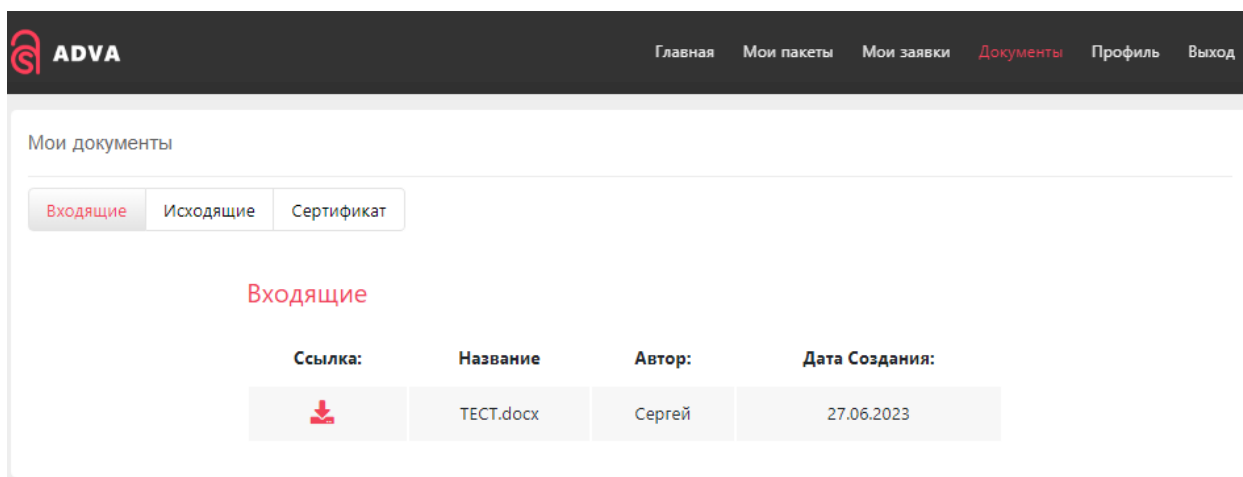 ADVA
Главная Мои пакеты Мои заявки Документы Профиль Выход
Мои документы
Входящие Исходящие Сертификат
Входящие
Ссылка: Название Автор: Дата Создания:
ТЕСТ.docx Сергей 27.06.2023